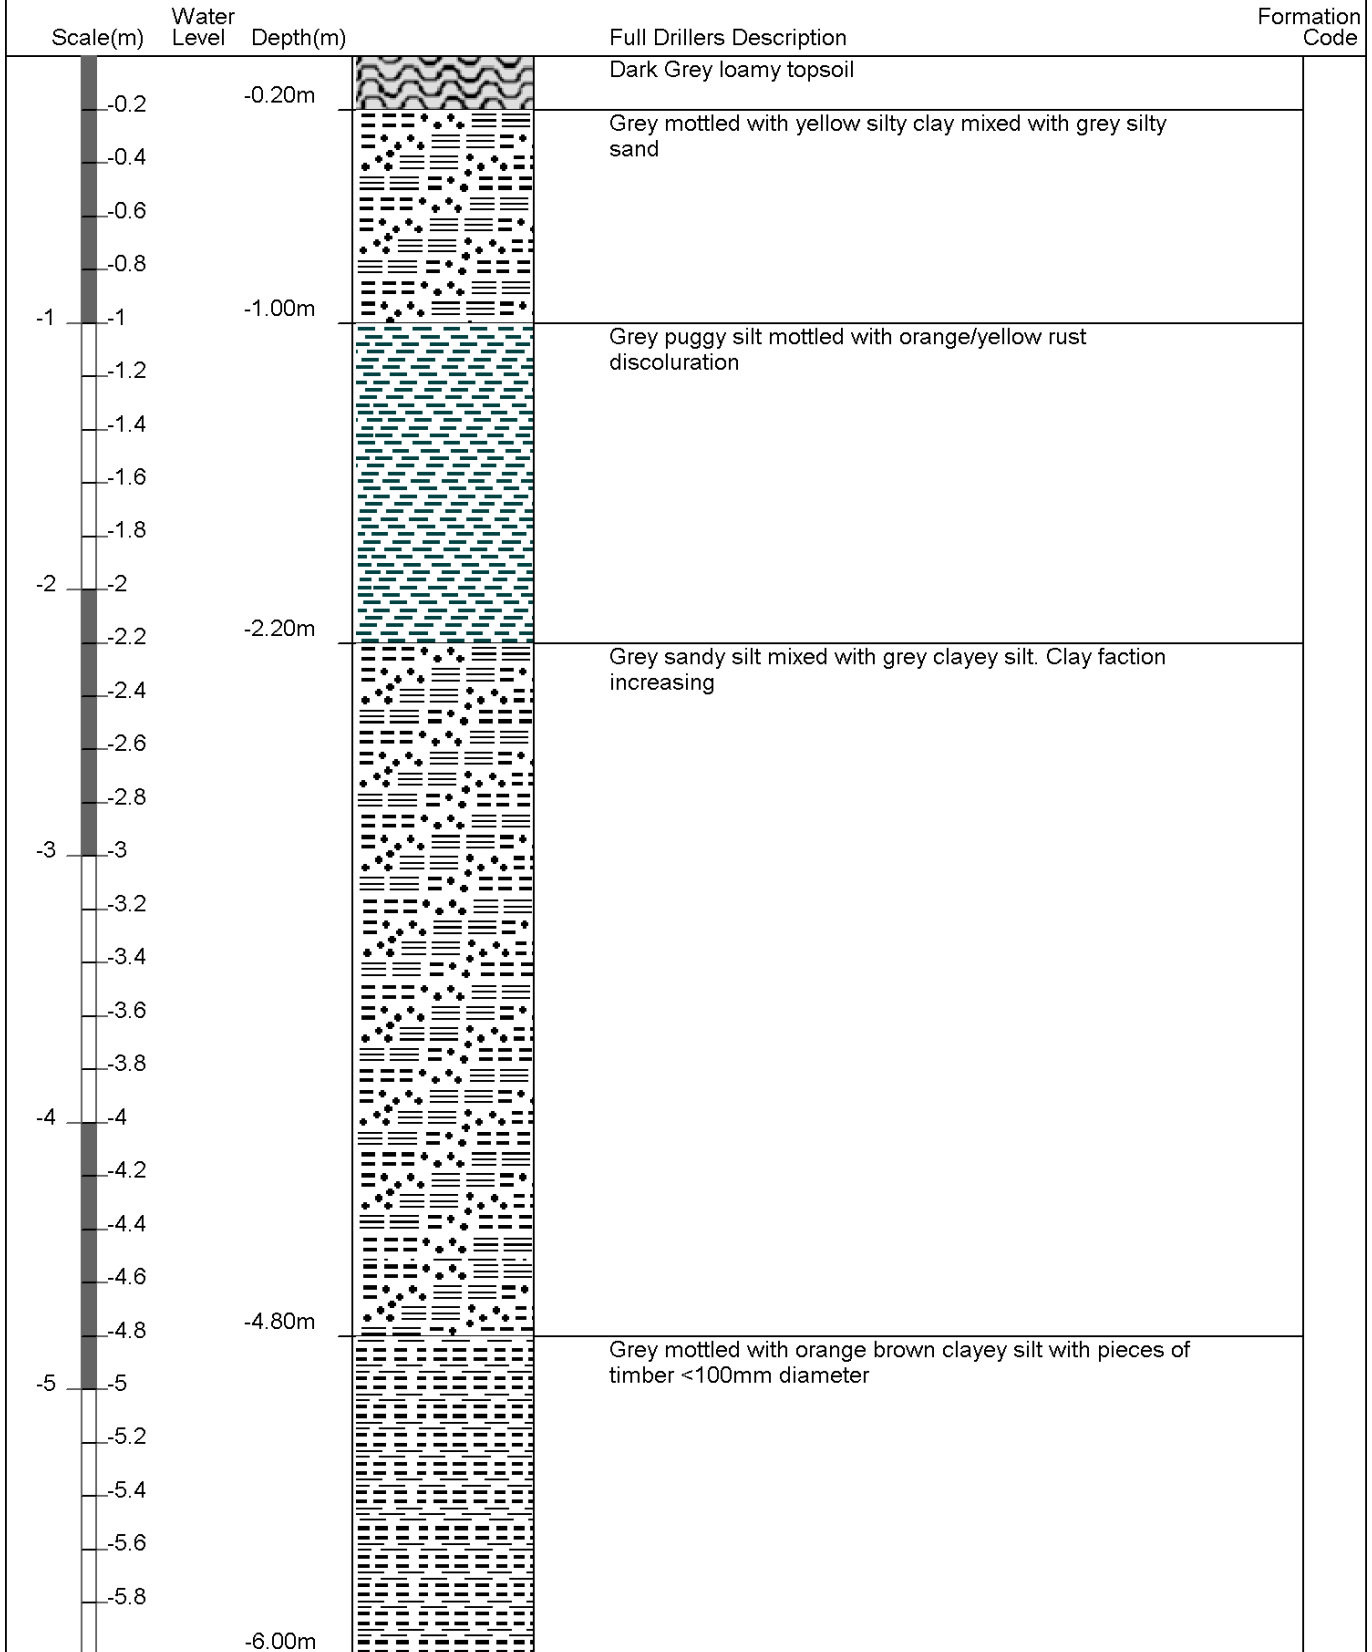 Water Formation
Scale(m) Level Depth(m) Full Drillers Description Code
Dark Grey loamy topsoil
-0.20m
-0.2
Grey mottled with yellow silty clay mixed with grey silty
sand
-0.4
-0.6
-0.8
-1.00m
-1 -1
Grey puggy silt mottled with orange/yellow rust
discoluration
-1.2
-1.4
-1.6
-1.8
-2 -2
-2.20m
-2.2
Grey sandy silt mixed with grey clayey silt. Clay faction
increasing
-2.4
-2.6
-2.8
-3 -3
-3.2
-3.4
-3.6
-3.8
-4 -4
-4.2
-4.4
-4.6
-4.80m
-4.8
Grey mottled with orange brown clayey silt with pieces of
timber <100mm diameter
-5 -5
-5.2
-5.4
-5.6
-5.8
-6.00m